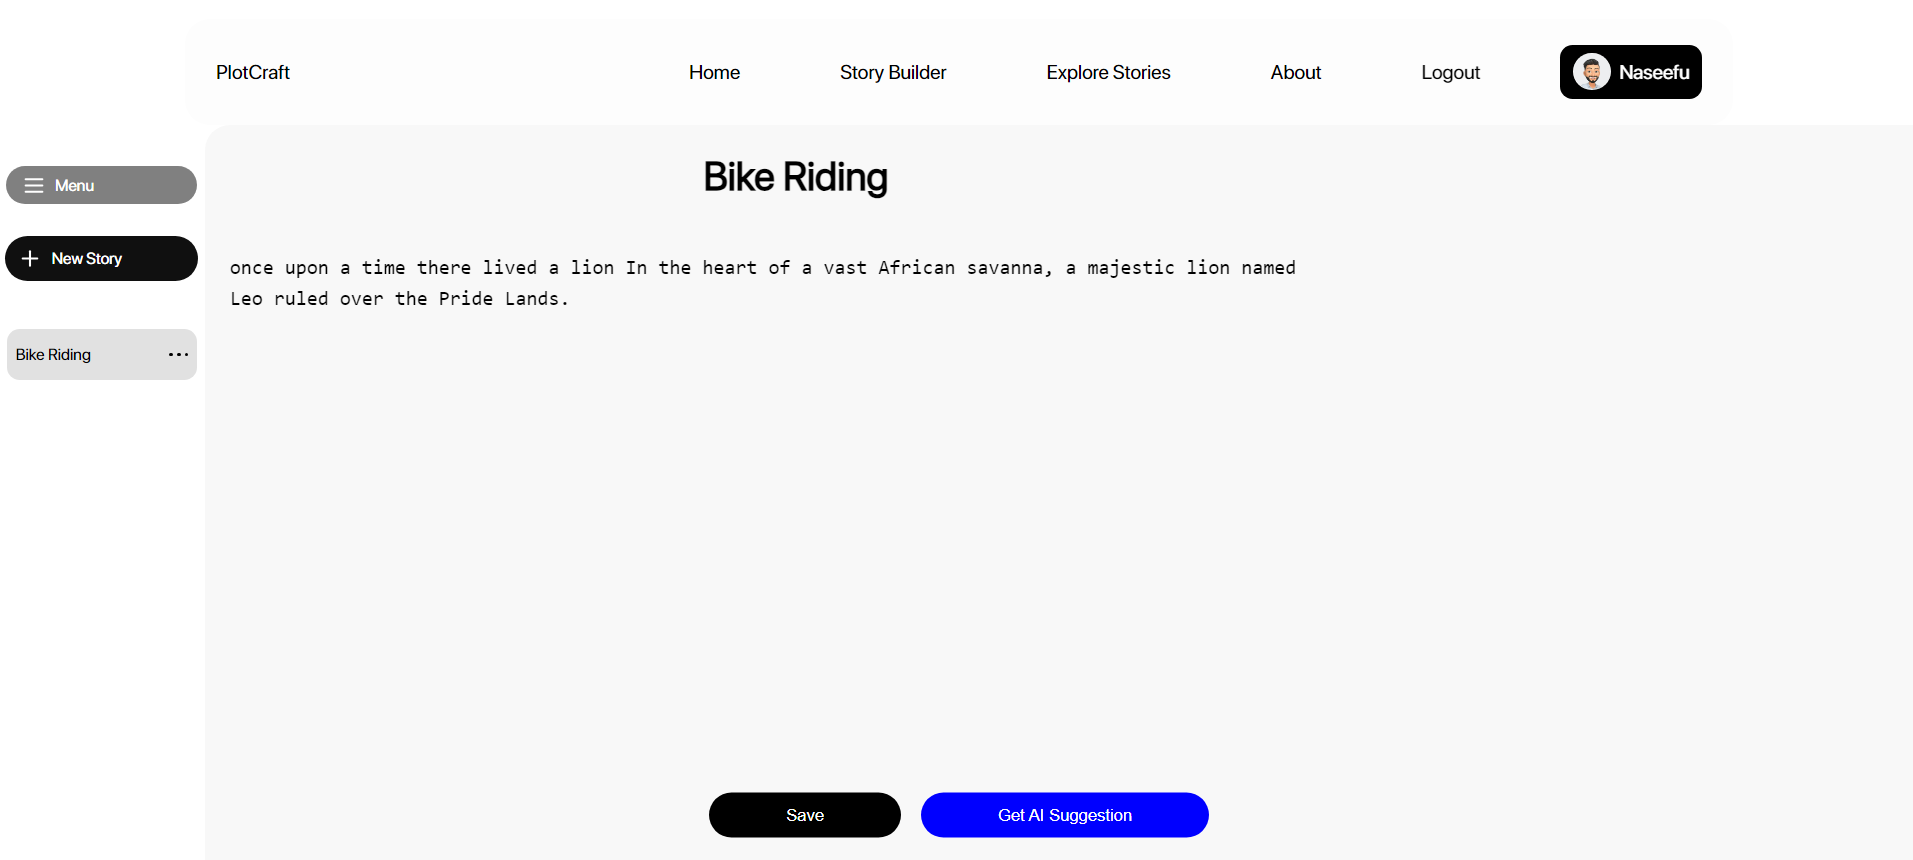 PlotCraft
Home
Story Builder
Explore Stories
About
Logout
Naseefu
Menu
New Story
Bike Riding
Bike Riding
once upon a time there lived a lion In the heart of a vast African savanna, a majestic lion named
Leo ruled over the Pride Lands.
Save
Get AI Suggestion